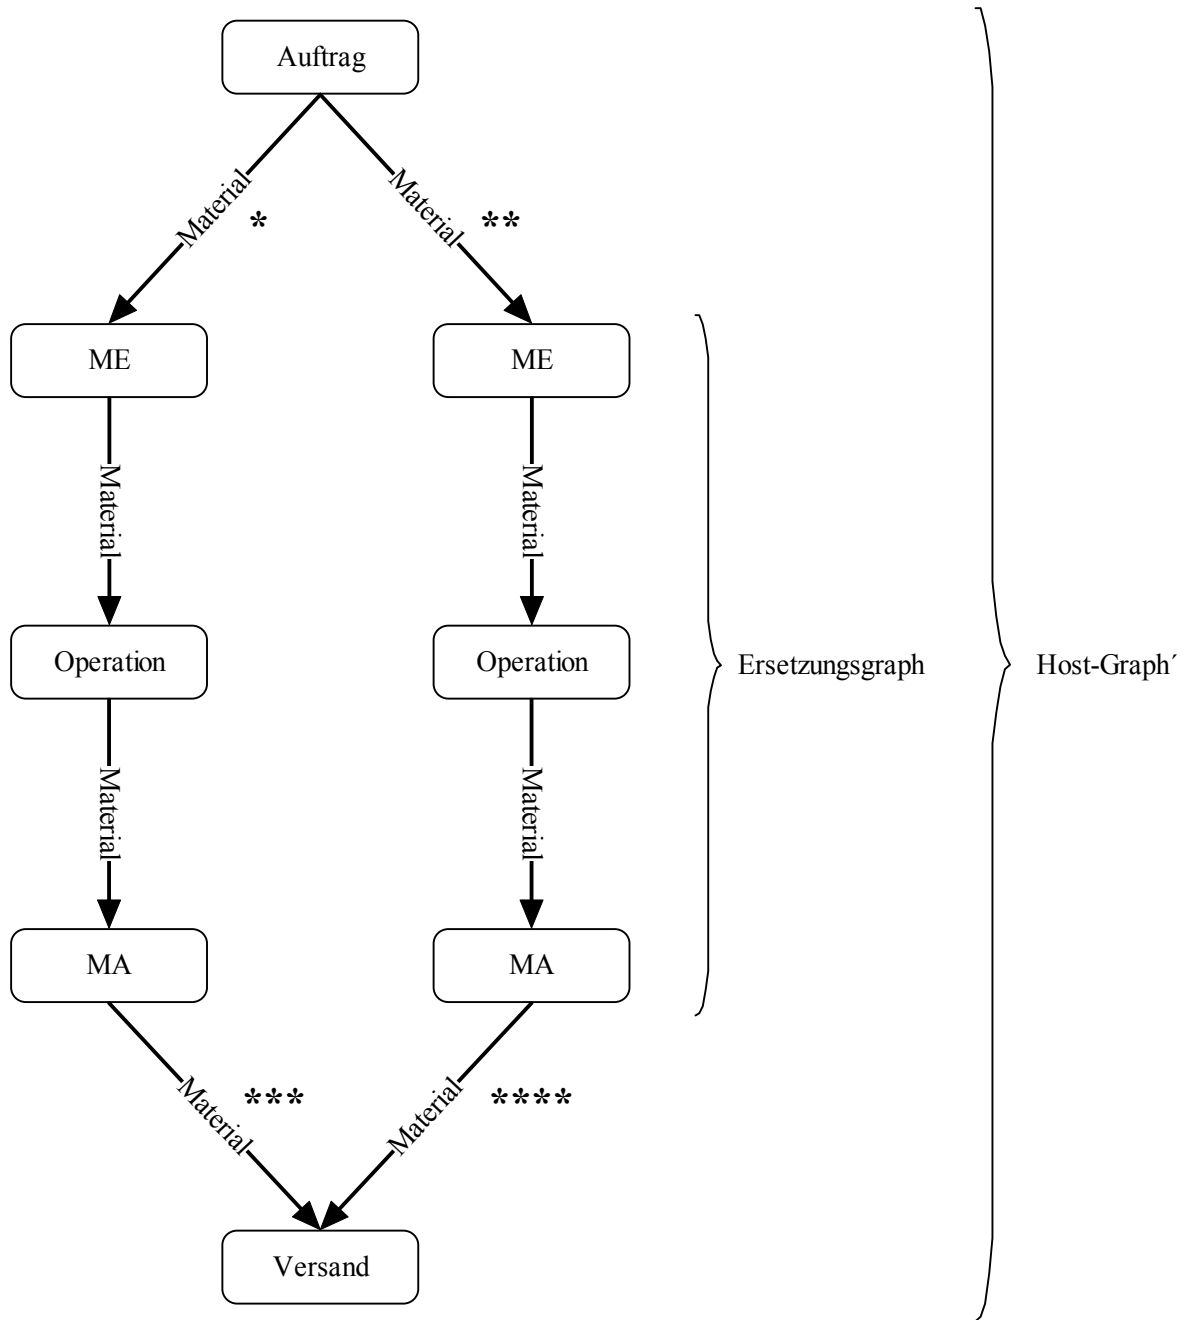 Auftrag
Material
*
Material
**
ME
ME
Material
Material
Operation
Operation
Ersetzungsgraph
Host-Graph´
Material
Material
MA
MA
Material
***
Material
****
Versand